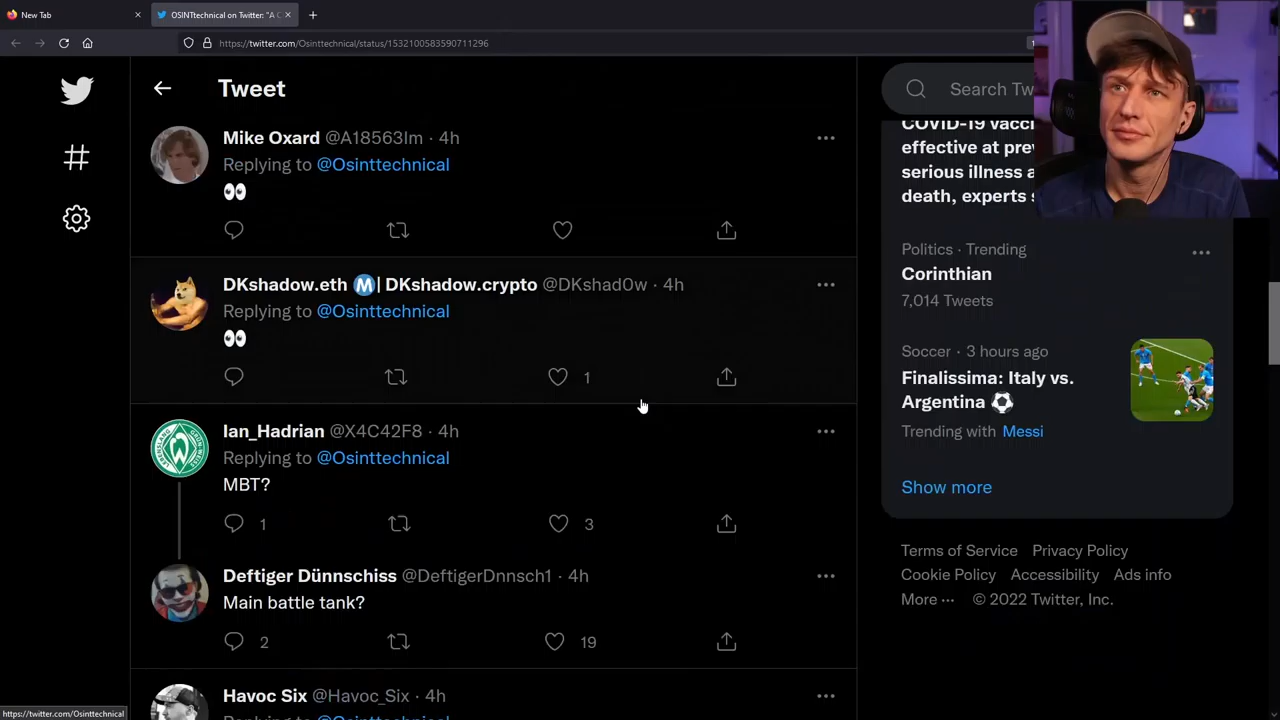 New Tab
OSINTtechnical on Twitter: "A C
https://twitter.com/Osinttechnical/status/1532100583590711296
Tweet
Search Tw
Mike Oxard @A18563Im · 4h
Replying to @Osinttechnical
👀
DKshadow.eth Ⓜ️| DKshadow.crypto @DKshad0w · 4h
Replying to @Osinttechnical
👀
1
Ian_Hadrian @X4C42F8 · 4h
Replying to @Osinttechnical
MBT?
1 3
Deftiger Dünnschiss @DeftigerDnnsch1 · 4h
Main battle tank?
2 19
Havoc Six @Havoc_Six · 4h
Replying to @Osinttechnical
COVID-19 vacci
effective at prev
serious illness a
death, experts s
Politics · Trending
Corinthian
7,014 Tweets
Soccer · 3 hours ago
Finalissima: Italy vs.
Argentina ⚽
Trending with Messi
Show more
Terms of Service Privacy Policy
Cookie Policy Accessibility Ads info
More ··· © 2022 Twitter, Inc.
https://twitter.com/Osinttechnical